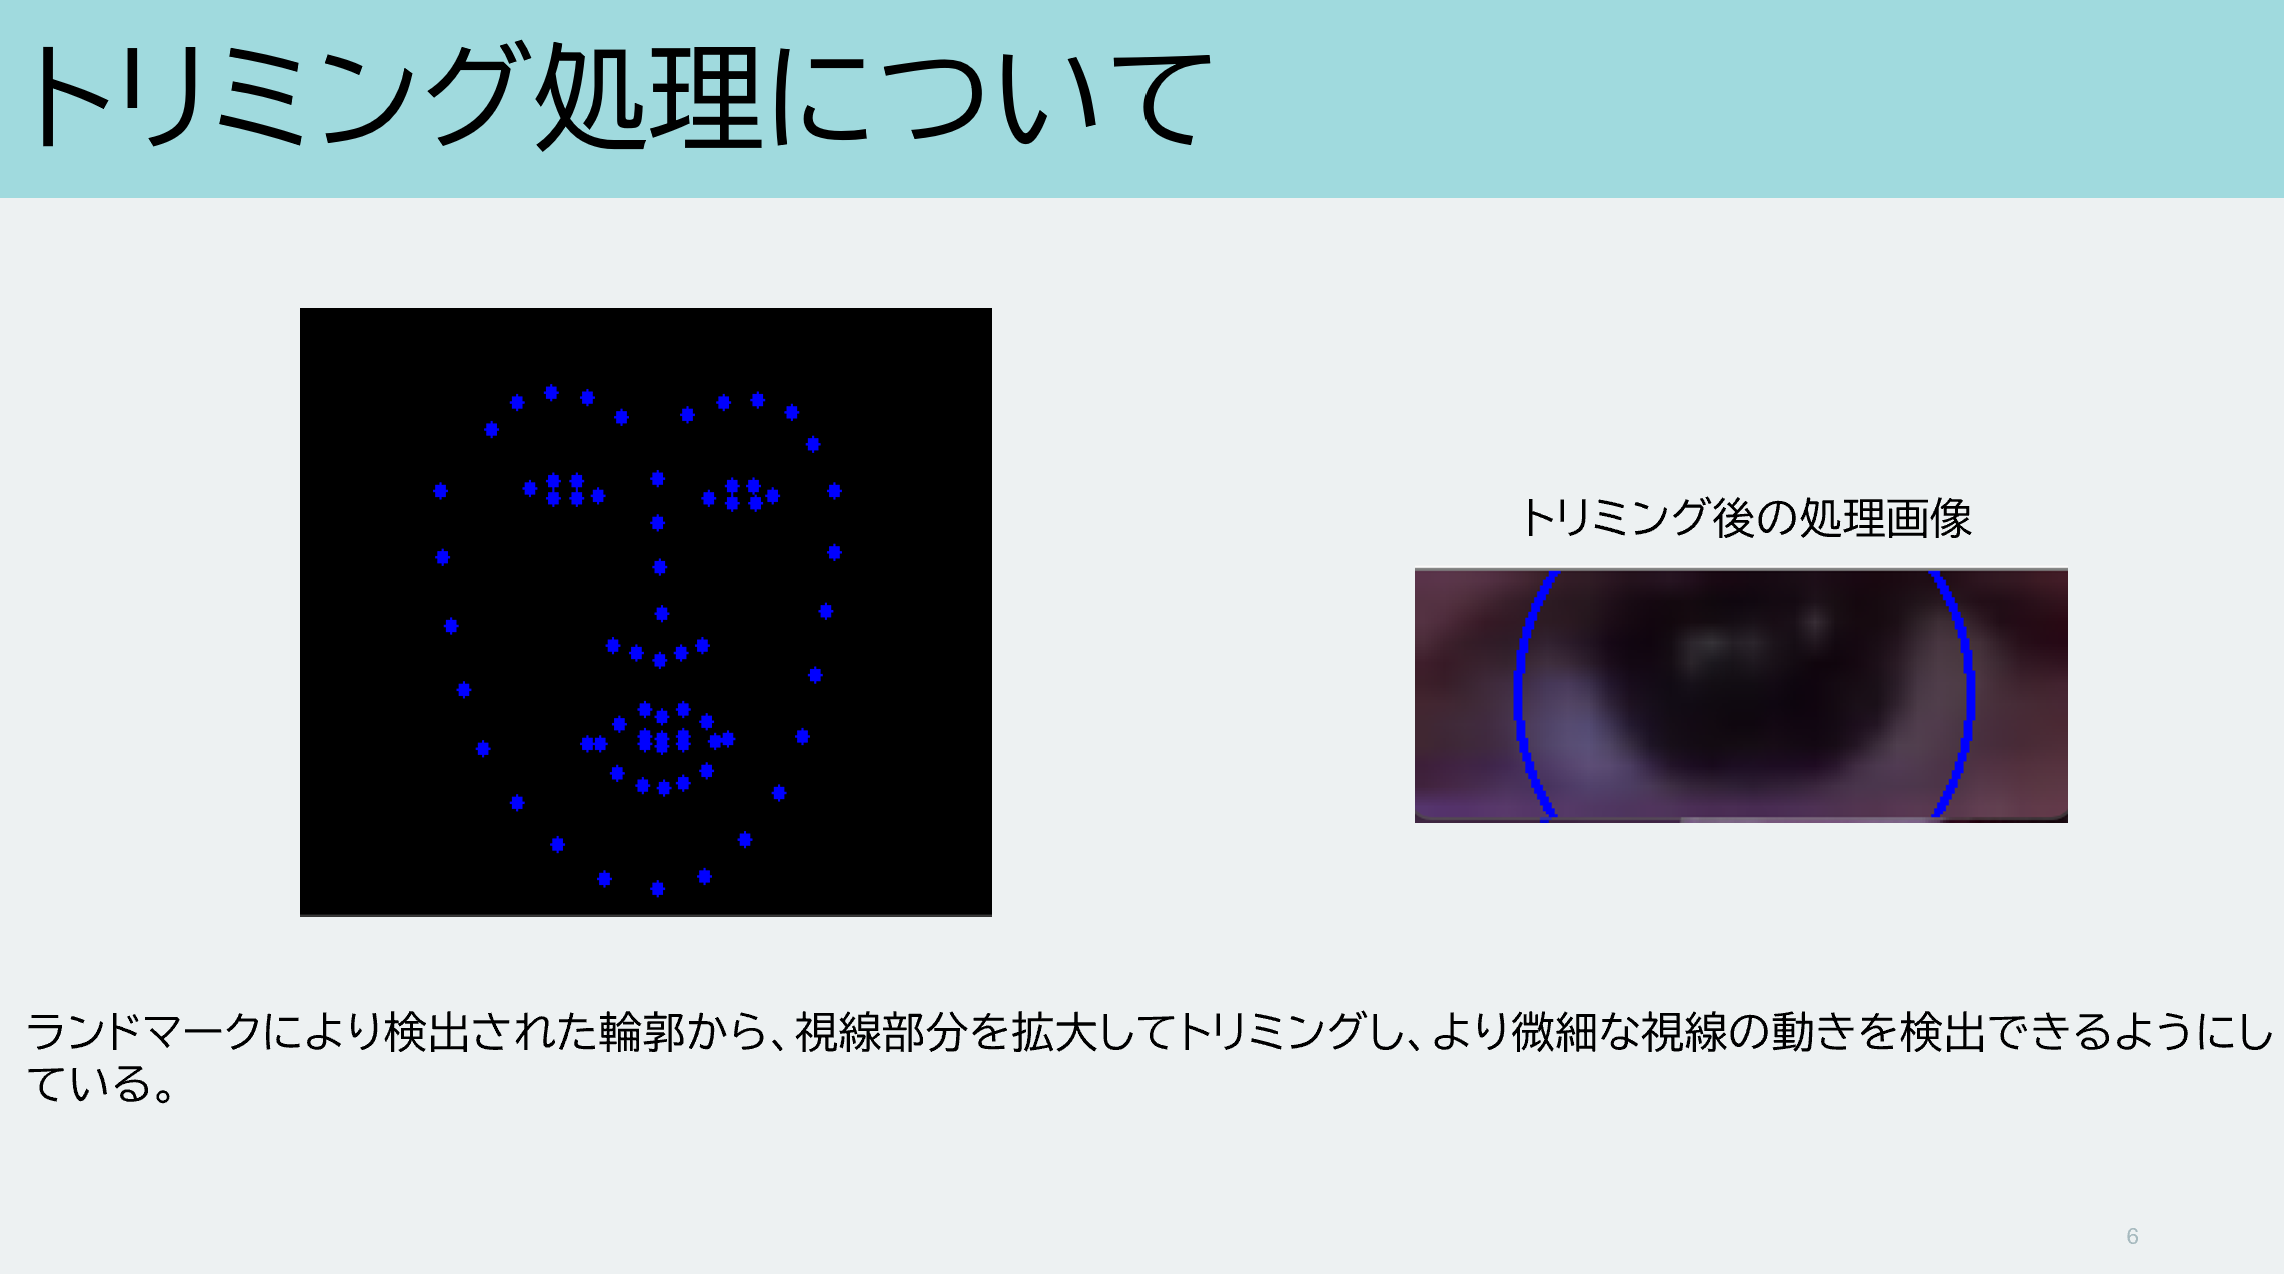 トリミング処理について
トリミング後の処理画像
ランドマークにより検出された輪郭から、視線部分を拡大してトリミングし、より微細な視線の動きを検出できるようにし
ている。
6